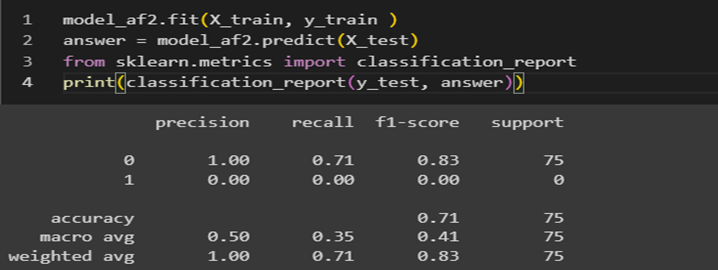 1 model_af2.fit(X_train, y_train )
2 answer = model_af2.predict(X_test)
3 from sklearn.metrics import classification_report
4 print(classification_report(y_test, answer))
precision recall f1-score support
0 1.00 0.71 0.83 75
1 0.00 0.00 0.00 0
accuracy 0.71 75
macro avg 0.50 0.35 0.41 75
weighted avg 1.00 0.71 0.83 75